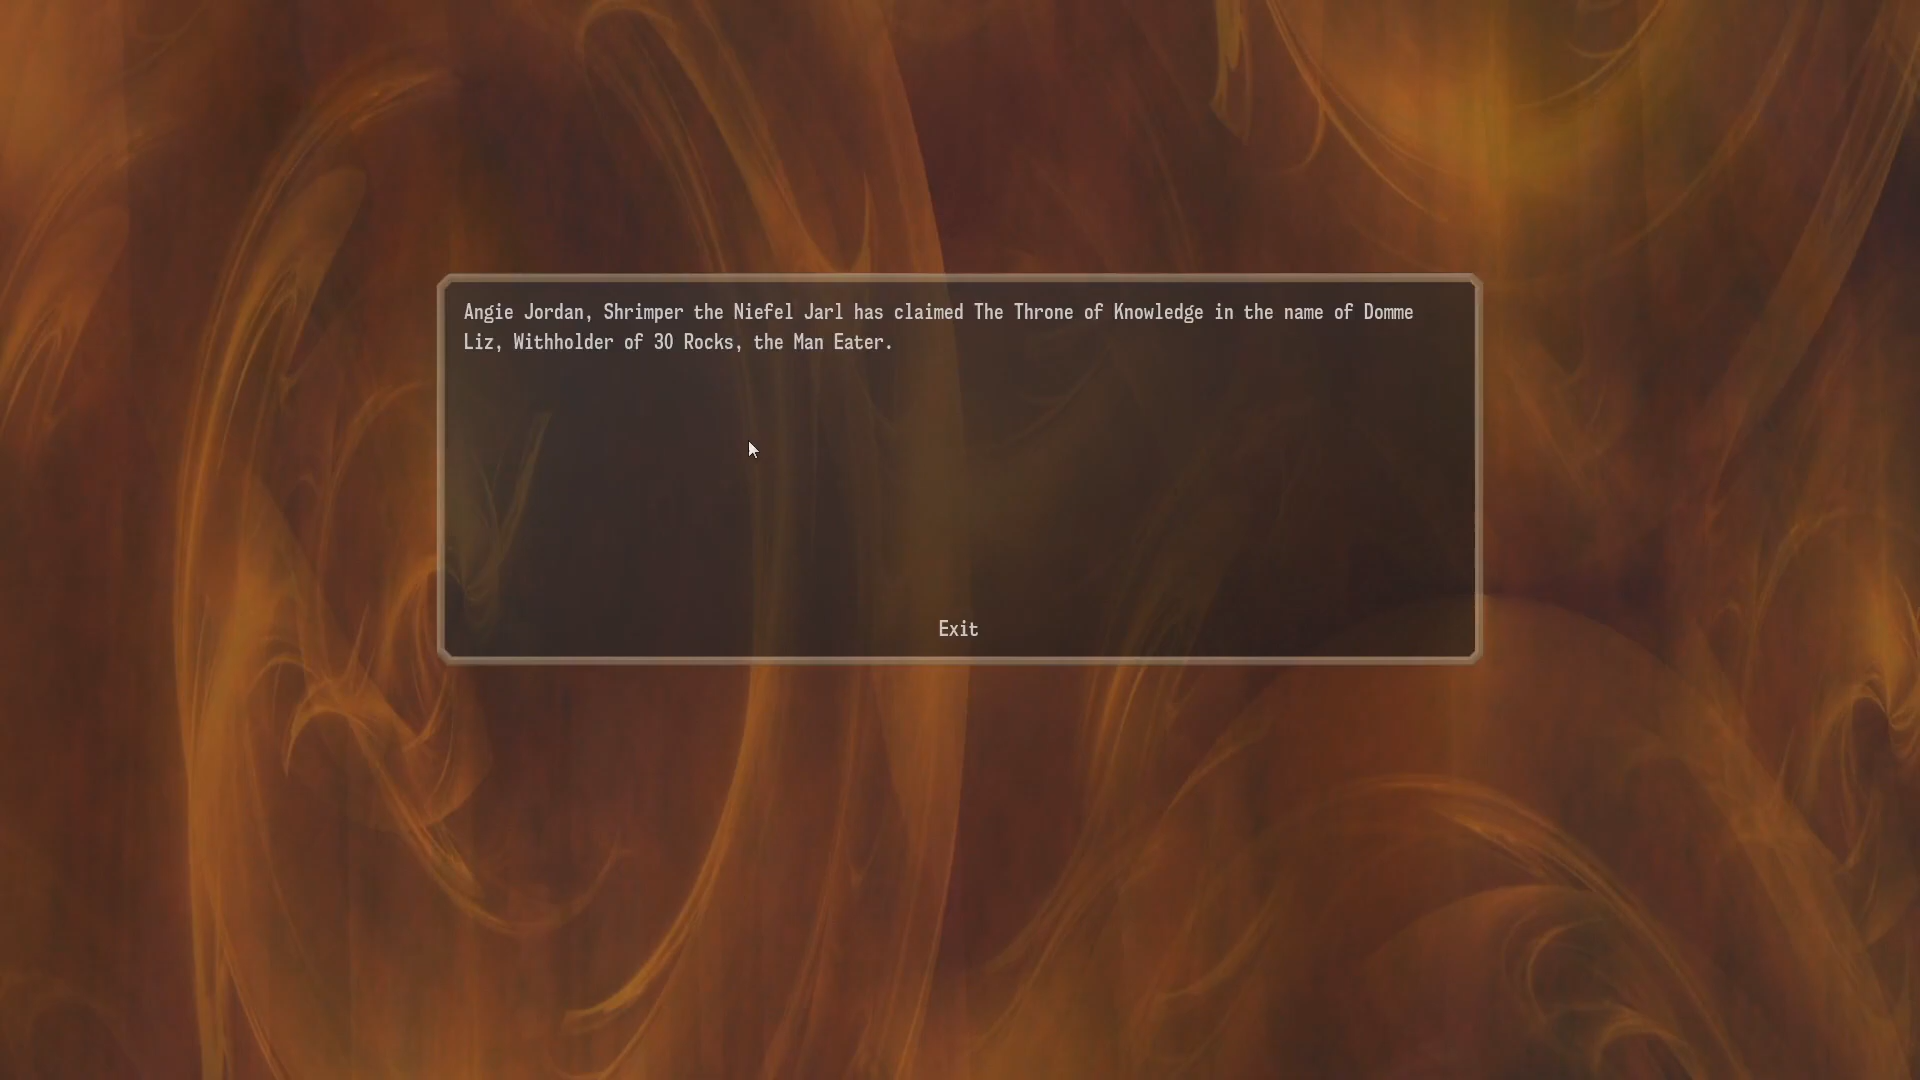 Angie Jordan, Shrimper the Niefel Jarl has claimed The Throne of Knowledge in the name of Domme
Liz, Withholder of 30 Rocks, the Man Eater.
Exit